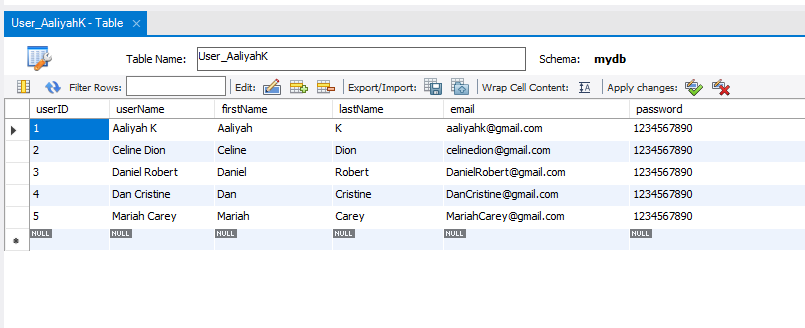 User_AaliyahK - Table ×
Table Name: User_AaliyahK Schema: mydb
Filter Rows: Edit: Export/Import: Wrap Cell Content: IA Apply changes:
userID userName firstName lastName email password
1 Aaliyah K Aaliyah K aaliyahk@gmail.com 1234567890
2 Celine Dion Celine Dion celinedion@gmail.com 1234567890
3 Daniel Robert Daniel Robert DanielRobert@gmail.com 1234567890
4 Dan Cristine Dan Cristine DanCristine@gmail.com 1234567890
5 Mariah Carey Mariah Carey MariahCarey@gmail.com 1234567890
NULL NULL NULL NULL NULL NULL